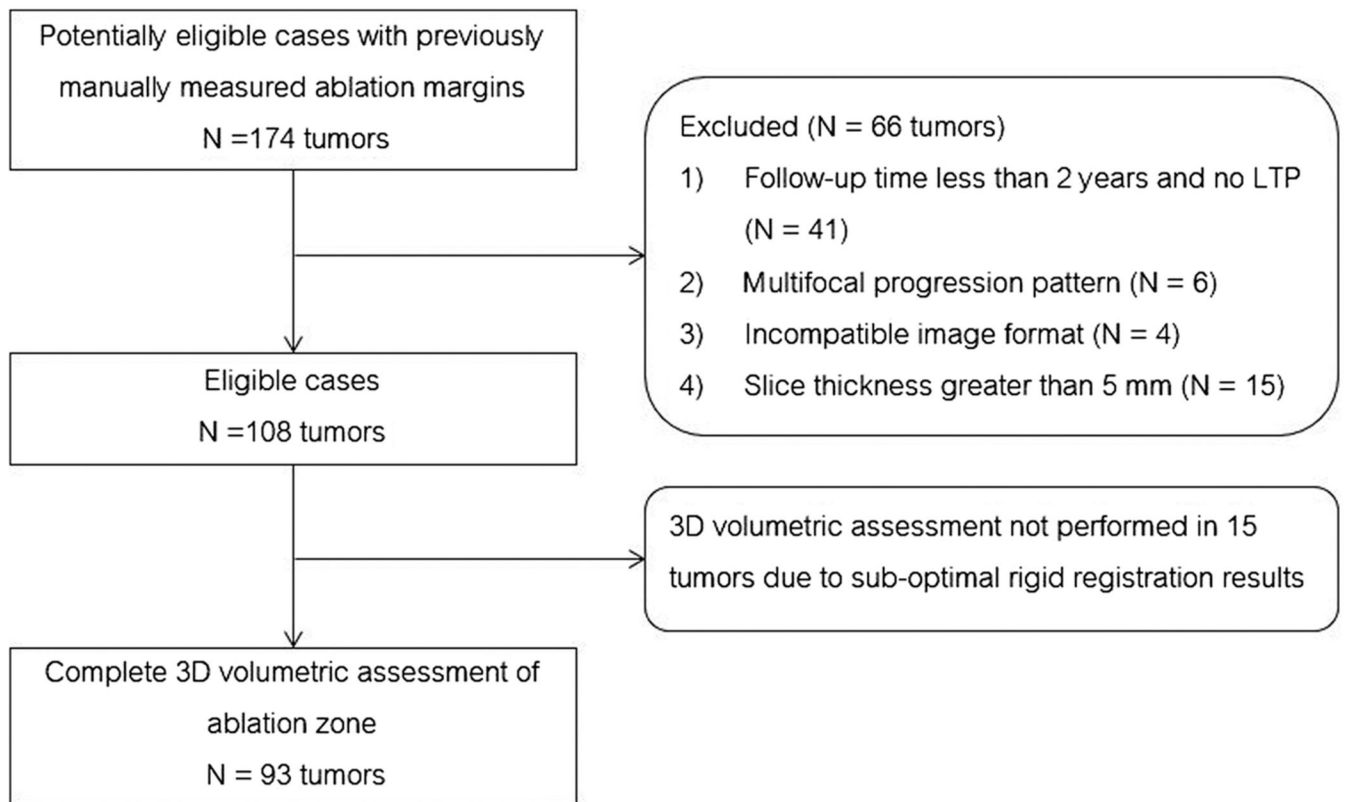 Potentially eligible cases with previously
manually measured ablation margins
N =174 tumors
Excluded (N = 66 tumors)
1) Follow-up time less than 2 years and no LTP
(N = 41)
2) Multifocal progression pattern (N = 6)
3) Incompatible image format (N = 4)
4) Slice thickness greater than 5 mm (N = 15)
Eligible cases
N =108 tumors
3D volumetric assessment not performed in 15
tumors due to sub-optimal rigid registration results
Complete 3D volumetric assessment of
ablation zone
N = 93 tumors